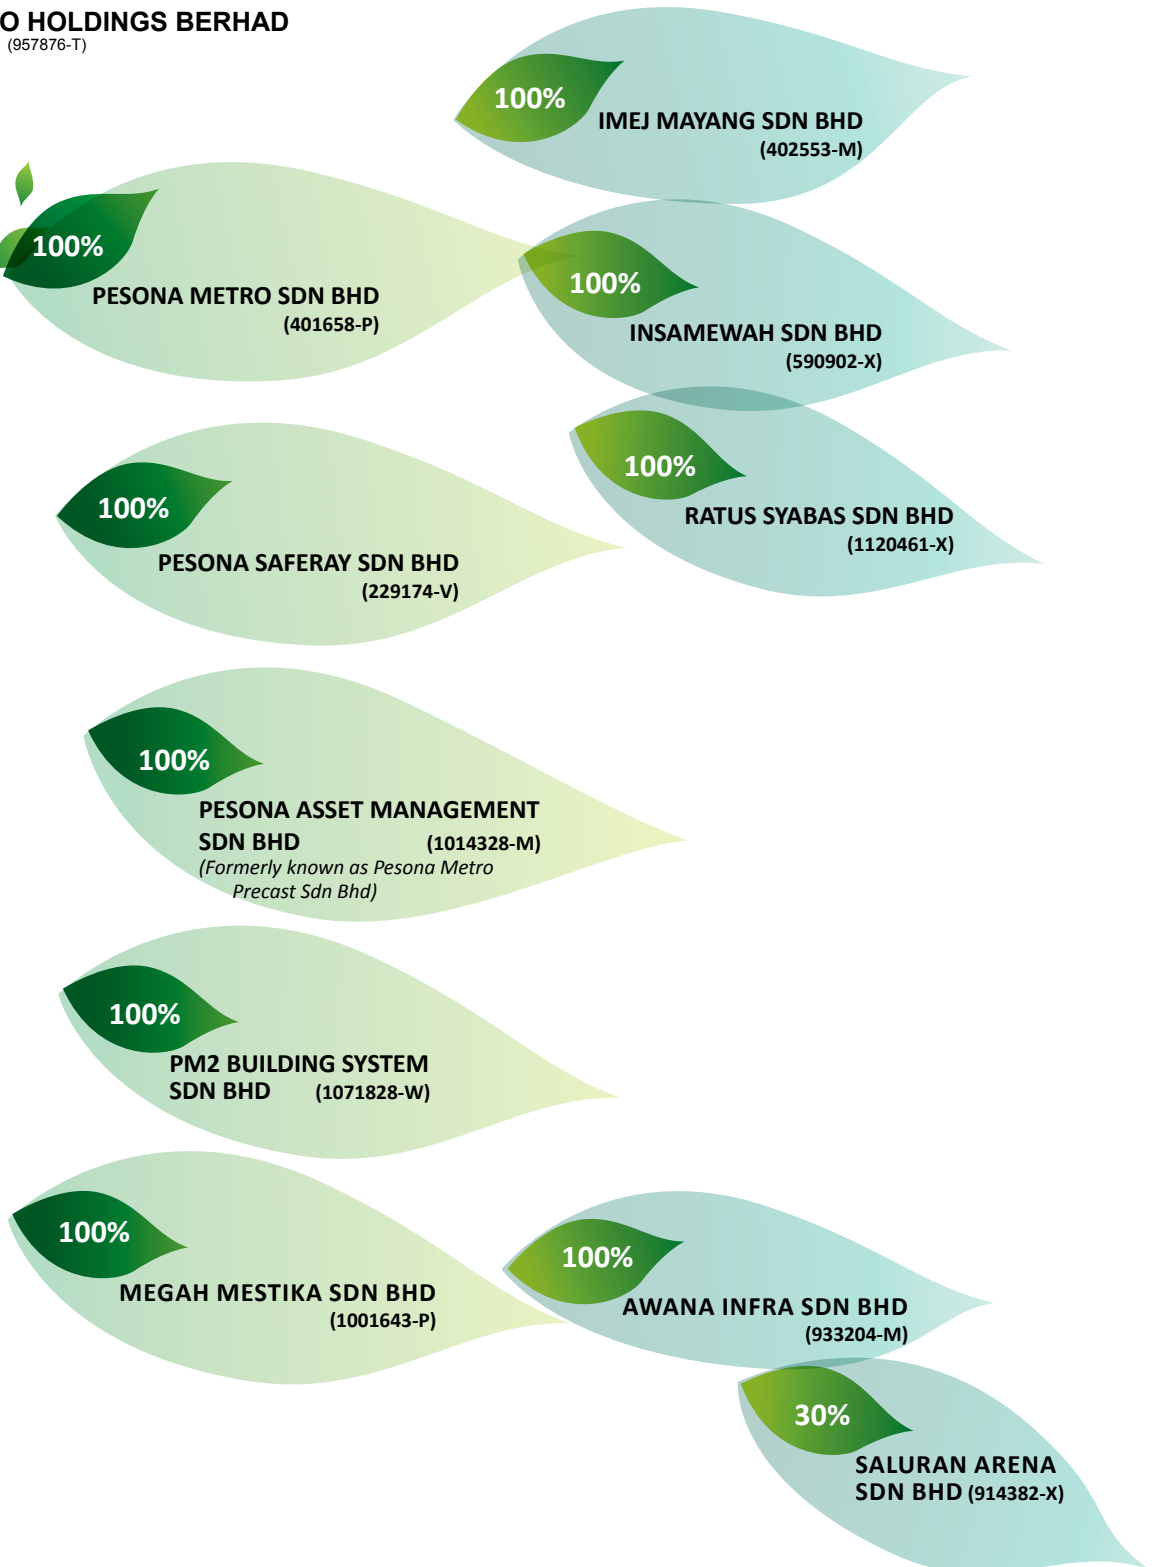 O HOLDINGS BERHAD
(957876-T)
100%
IMEJ MAYANG SDN BHD
(402553-M)
100%
PESONA METRO SDN BHD
(401658-P)
100%
INSAMEWAH SDN BHD
(590902-X)
100%
RATUS SYABAS SDN BHD
(1120461-X)
100%
PESONA SAFERAY SDN BHD
(229174-V)
100%
PESONA ASSET MANAGEMENT
SDN BHD (1014328-M)
(Formerly known as Pesona Metro
Precast Sdn Bhd)
100%
PM2 BUILDING SYSTEM
SDN BHD (1071828-W)
100%
MEGAH MESTIKA SDN BHD
(1001643-P)
100%
AWANA INFRA SDN BHD
(933204-M)
30%
SALURAN ARENA
SDN BHD (914382-X)